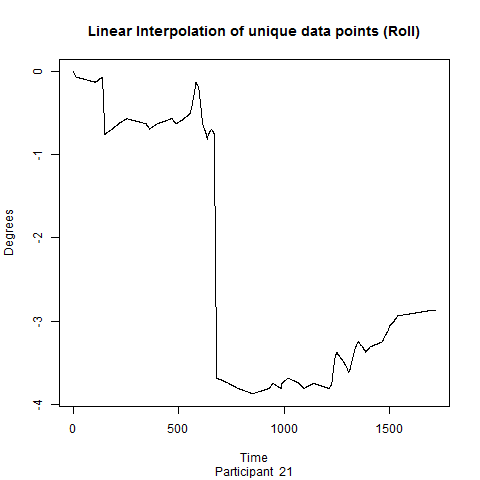 Linear Interpolation of unique data points (Roll)
0
-1
-2
-3
-4
Degrees
0 500 1000 1500
Time
Participant 21